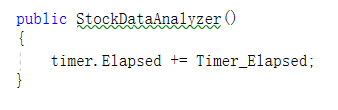 public StockDataAnalyzer()
{
    timer.Elapsed += Timer_Elapsed;
}